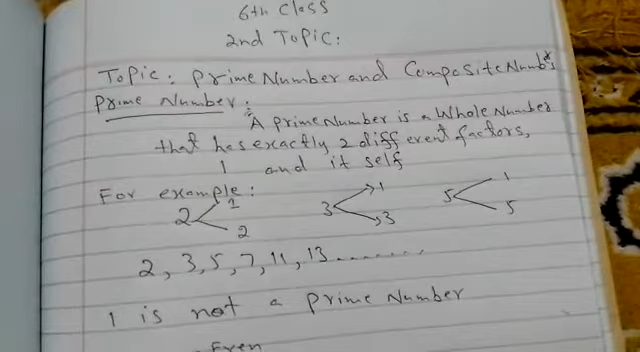 6th Class
2nd Topic:
Topic: Prime Number and Composite Numbs
Prime Number:
A prime Number is a Whole Number
that has exactly 2 different factors,
1 and it self
For example:
2 1 2 3 1 3 5 1 5
2, 3, 5, 7, 11, 13.......
1 is not a prime Number
Even